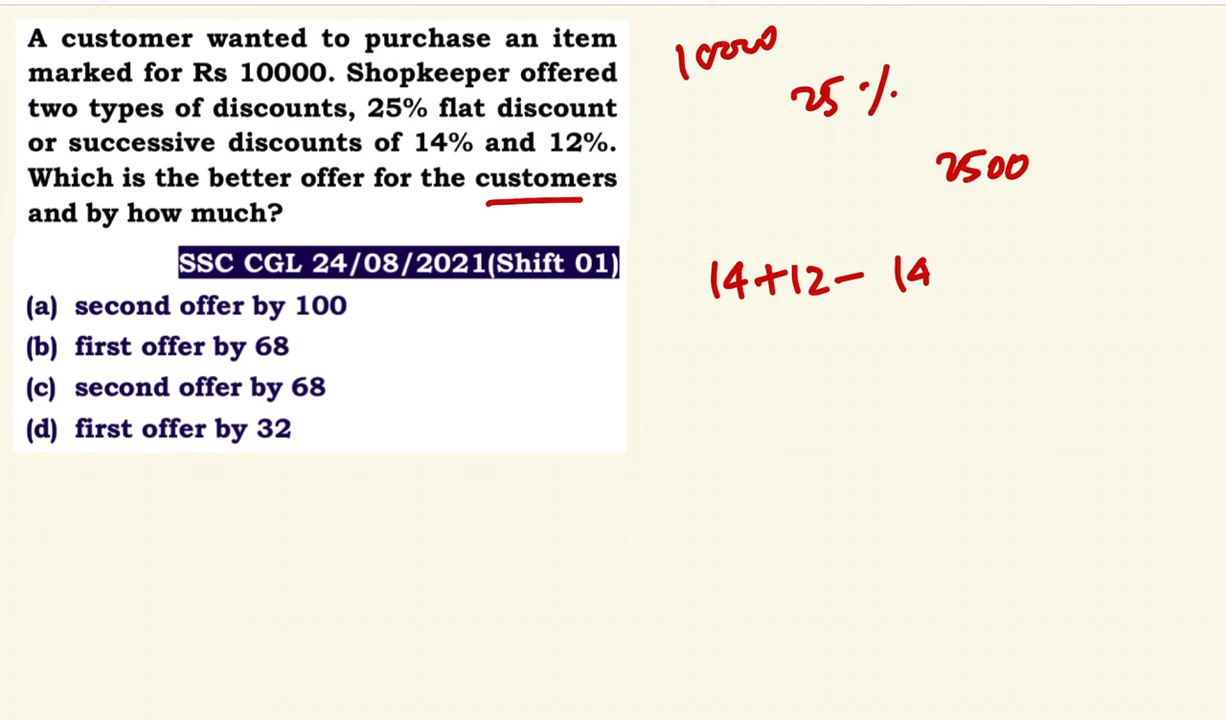 A customer wanted to purchase an item
marked for Rs 10000. Shopkeeper offered
two types of discounts, 25% flat discount
or successive discounts of 14% and 12%.
Which is the better offer for the customers
and by how much?
SSC CGL 24/08/2021(Shift 01)
(a) second offer by 100
(b) first offer by 68
(c) second offer by 68
(d) first offer by 32
10000
25 %
2500
14+12- 14